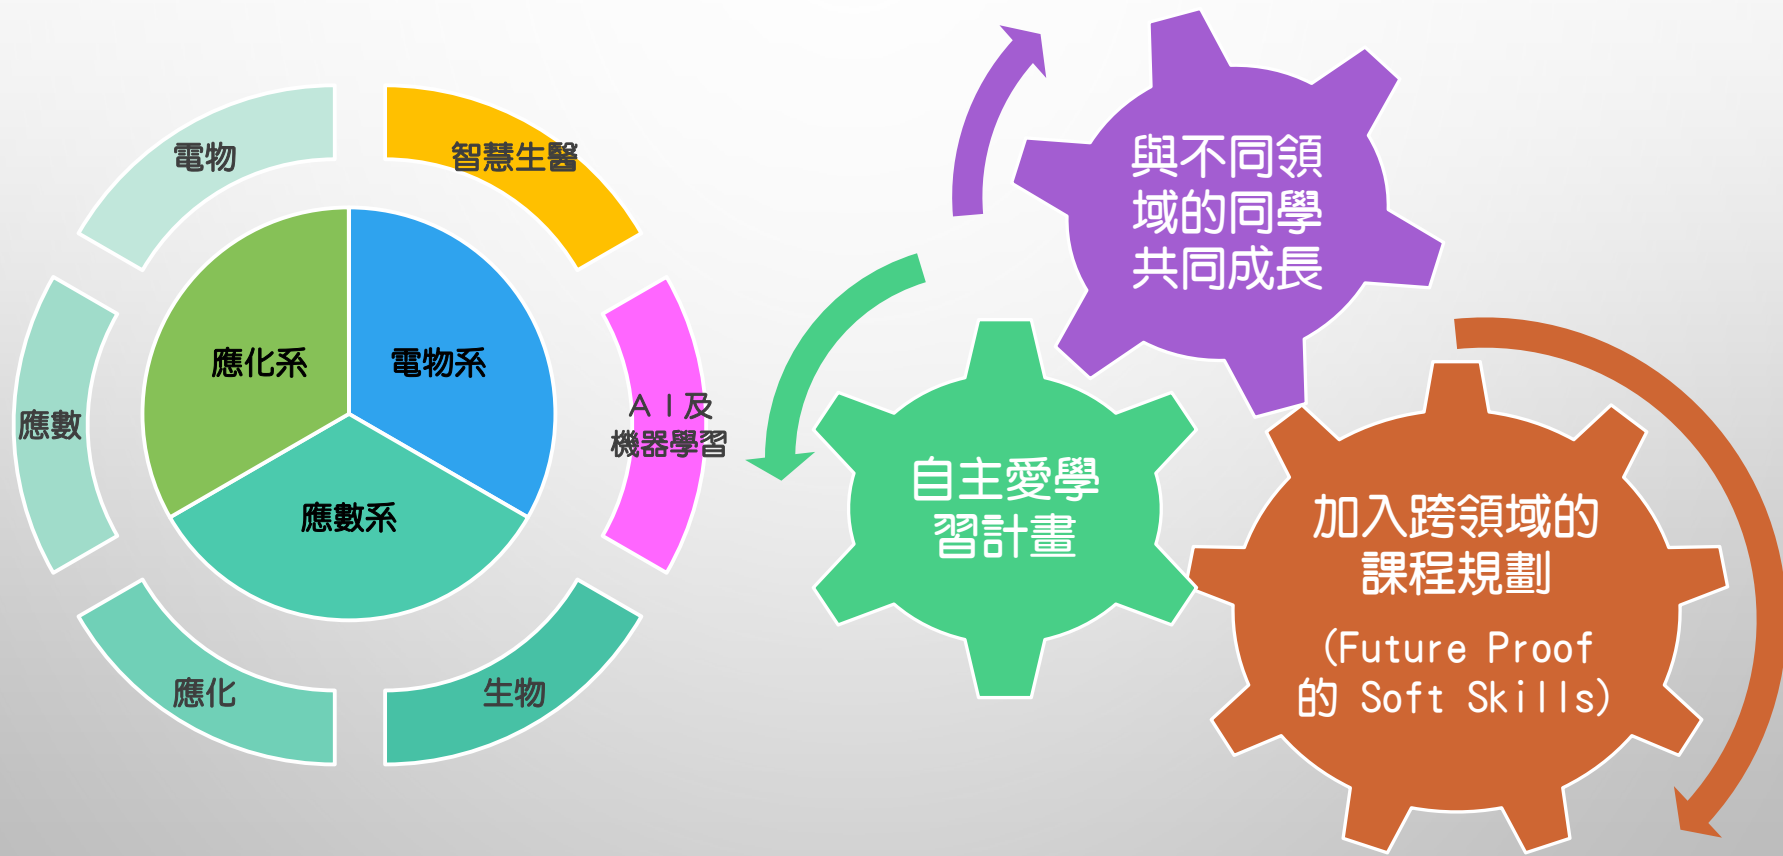 電物
智慧生醫
應化系
電物系
應數
ＡＩ及
機器學習
應數系
應化
生物
與不同領
域的同學
共同成長
自主愛學
習計畫
加入跨領域的
課程規劃
(Future Proof
的 Soft Skills)